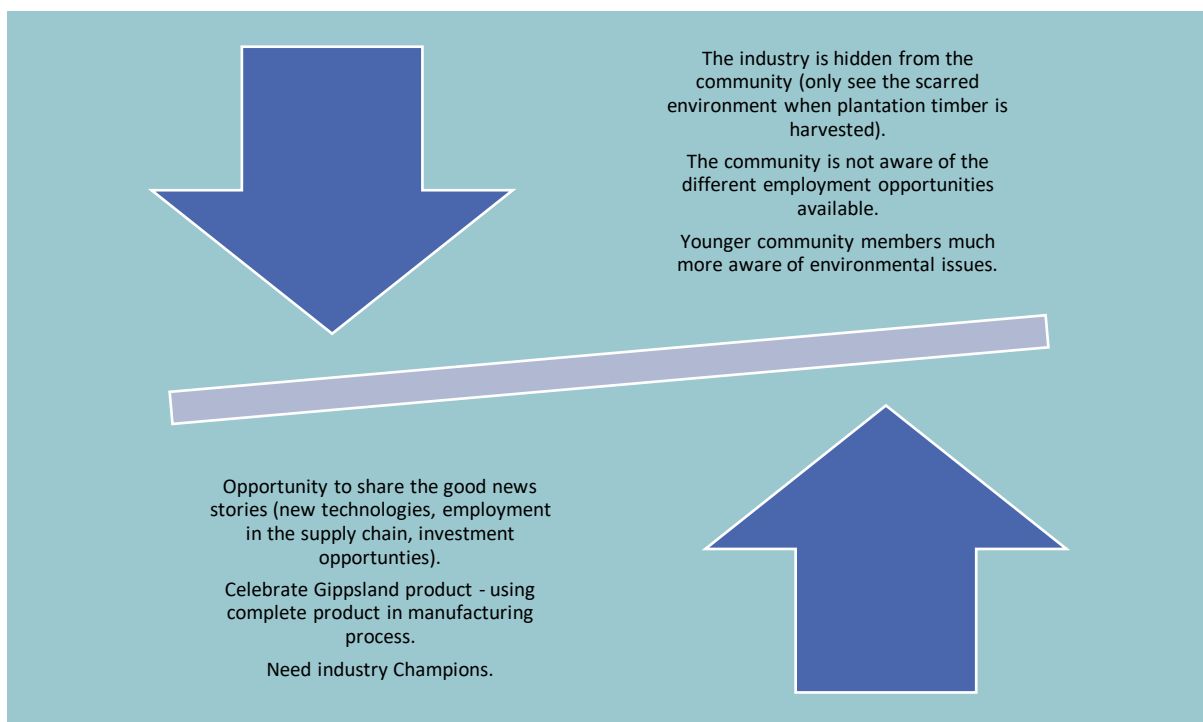 The industry is hidden from the
community (only see the scarred
environment when plantation timber is
harvested).
The community is not aware of the
different employment opportunities
available.
Younger community members much
more aware of environmental issues.
Opportunity to share the good news
stories (new technologies, employment
in the supply chain, investment
opportunties).
Celebrate Gippsland product - using
complete product in manufacturing
process.
Need industry Champions.